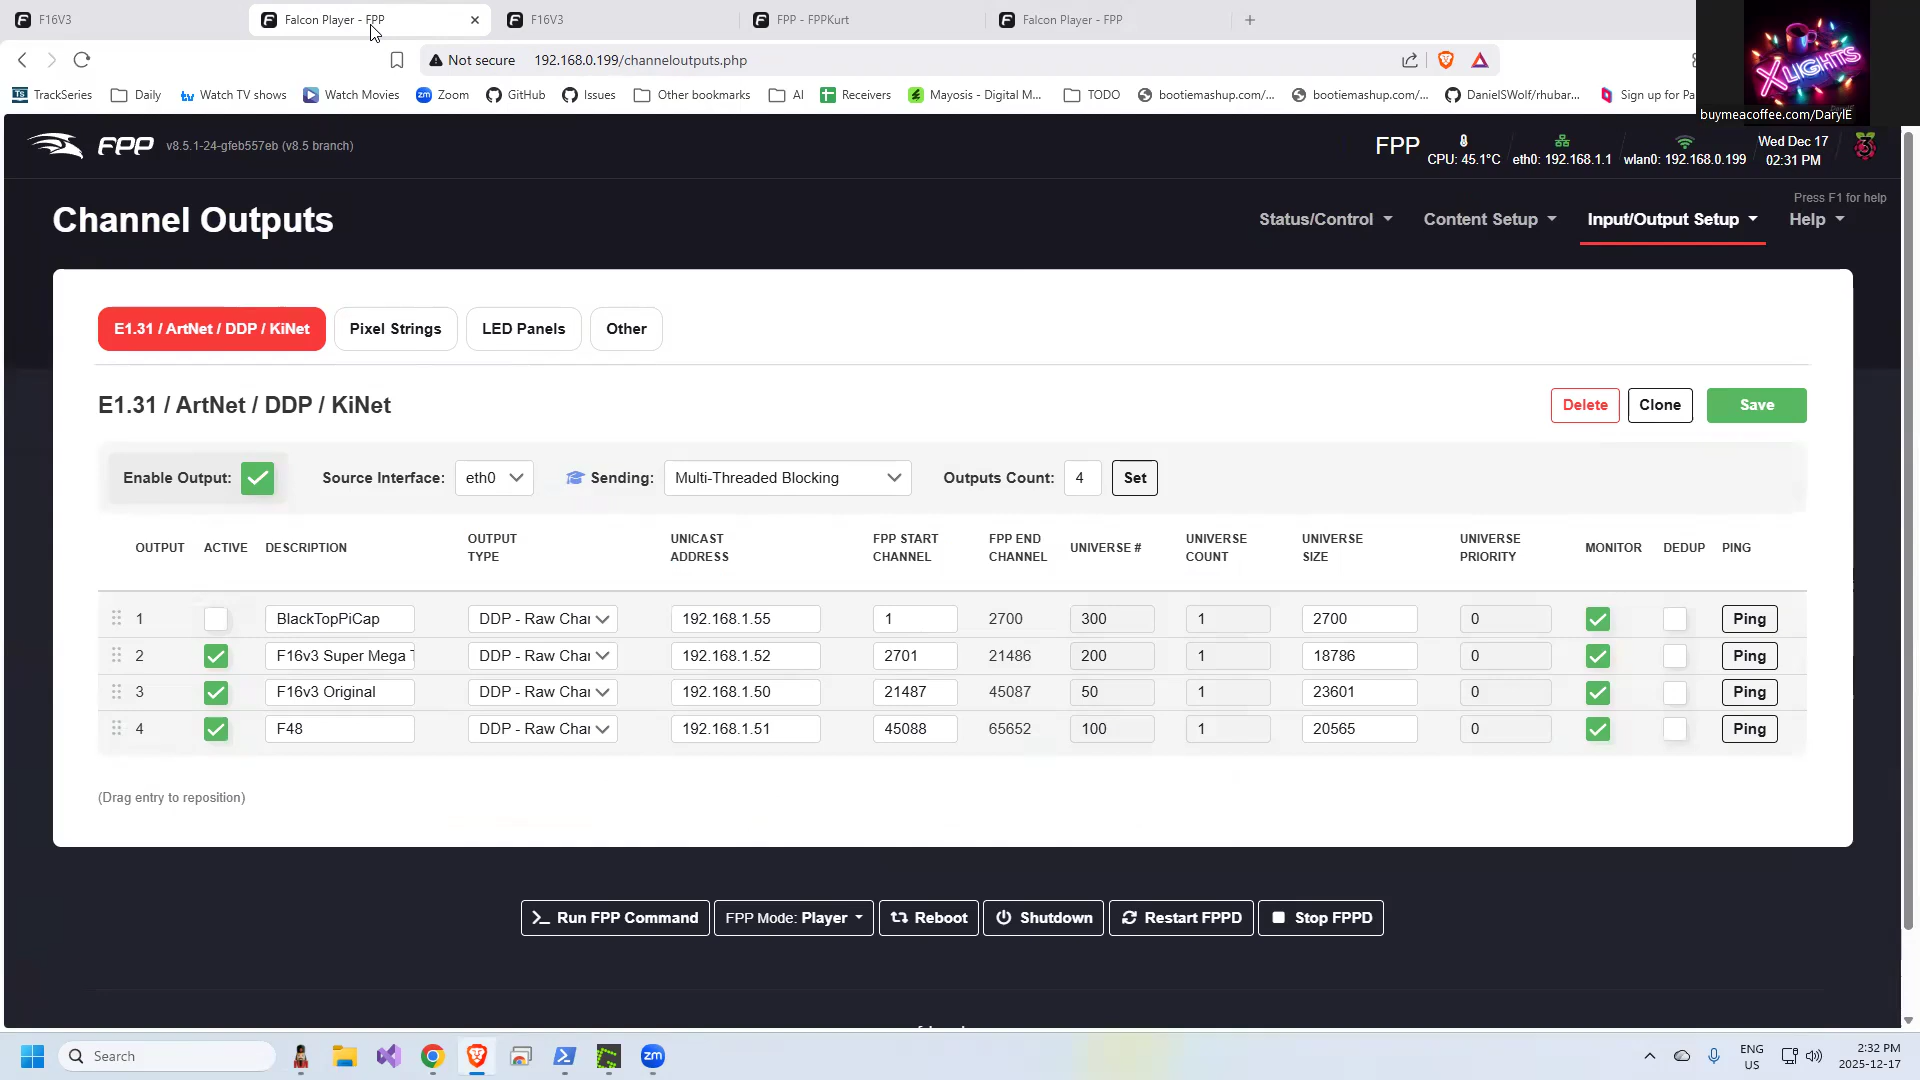 F16V3
Falcon Player - FPP
F16V3
FPP - FPPKurt
Falcon Player - FPP
Not secure 192.168.0.199/channeloutputs.php
TrackSeries
Daily
Watch TV shows
Watch Movies
Zoom
GitHub
Issues
Other bookmarks
AI
Receivers
Mayosis - Digital M...
TODO
bootiemashup.com/...
bootiemashup.com/...
DanielSWolf/rhubar...
Sign up for Pa
XLIGHTS
buymeacoffee.com/DarylE
FPP v8.5.1-24-gfeb557eb (v8.5 branch)
FPP
CPU: 45.1°C
eth0: 192.168.1.1
wlan0: 192.168.0.199
Wed Dec 17
02:31 PM
Press F1 for help
Channel Outputs
Status/Control
Content Setup
Input/Output Setup
Help
E1.31 / ArtNet / DDP / KiNet
Pixel Strings
LED Panels
Other
E1.31 / ArtNet / DDP / KiNet
Delete
Clone
Save
Enable Output:
Source Interface: eth0
Sending: Multi-Threaded Blocking
Outputs Count: 4 Set
OUTPUT ACTIVE DESCRIPTION OUTPUT TYPE UNICAST ADDRESS FPP START CHANNEL FPP END CHANNEL UNIVERSE # UNIVERSE COUNT UNIVERSE SIZE UNIVERSE PRIORITY MONITOR DEDUP PING
1 BlackTopPiCap DDP - Raw Cha 192.168.1.55 1 2700 300 1 2700 0 Ping
2 F16v3 Super Mega T DDP - Raw Cha 192.168.1.52 2701 21486 200 1 18786 0 Ping
3 F16v3 Original DDP - Raw Cha 192.168.1.50 21487 45087 50 1 23601 0 Ping
4 F48 DDP - Raw Cha 192.168.1.51 45088 65652 100 1 20565 0 Ping
(Drag entry to reposition)
Run FPP Command
FPP Mode: Player
Reboot
Shutdown
Restart FPPD
Stop FPPD
Search
zm
ENG
US
2:32 PM
2025-12-17